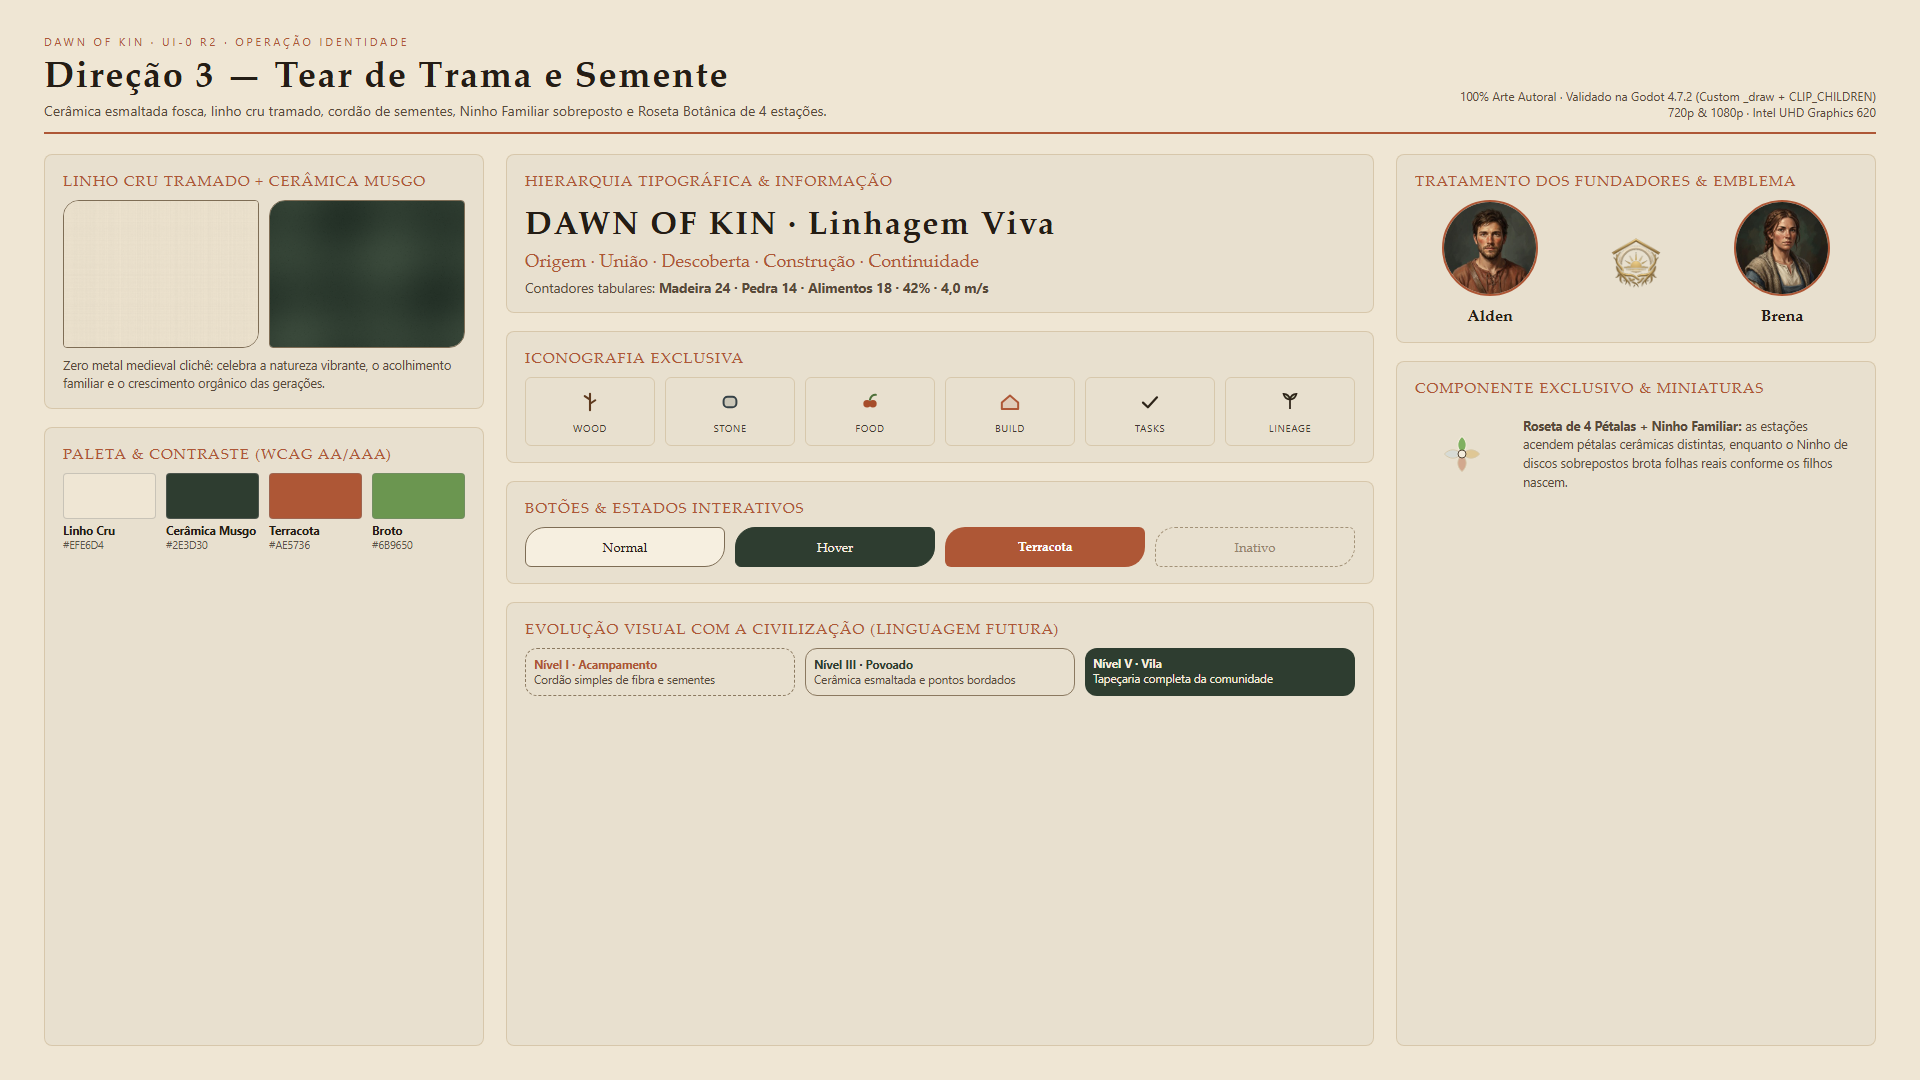 DAWN OF KIN · UI-0 R2 · OPERAÇÃO IDENTIDADE
Direção 3 — Tear de Trama e Semente
Cerâmica esmaltada fosca, linho cru tramado, cordão de sementes, Ninho Familiar sobreposto e Roseta Botânica de 4 estações.
100% Arte Autoral · Validado na Godot 4.7.2 (Custom _draw + CLIP_CHILDREN)
720p & 1080p · Intel UHD Graphics 620
LINHO CRU TRAMADO + CERÂMICA MUSGO
Zero metal medieval clichê: celebra a natureza vibrante, o acolhimento
familiar e o crescimento orgânico das gerações.
PALETA & CONTRASTE (WCAG AA/AAA)
Linho Cru
#EFE6D4
Cerâmica Musgo
#2E3D30
Terracota
#AE5736
Broto
#6B9650
HIERARQUIA TIPOGRÁFICA & INFORMAÇÃO
DAWN OF KIN · Linhagem Viva
Origem · União · Descoberta · Construção · Continuidade
Contadores tabulares: Madeira 24 · Pedra 14 · Alimentos 18 · 42% · 4,0 m/s
ICONOGRAFIA EXCLUSIVA
WOOD
STONE
FOOD
BUILD
TASKS
LINEAGE
BOTÕES & ESTADOS INTERATIVOS
Normal
Hover
Terracota
Inativo
EVOLUÇÃO VISUAL COM A CIVILIZAÇÃO (LINGUAGEM FUTURA)
Nível I · Acampamento
Cordão simples de fibra e sementes
Nível III · Povoado
Cerâmica esmaltada e pontos bordados
Nível V · Vila
Tapeçaria completa da comunidade
TRATAMENTO DOS FUNDADORES & EMBLEMA
Alden
Brena
COMPONENTE EXCLUSIVO & MINIATURAS
Roseta de 4 Pétalas + Ninho Familiar: as estações
acendem pétalas cerâmicas distintas, enquanto o Ninho de
discos sobrepostos brota folhas reais conforme os filhos
nascem.